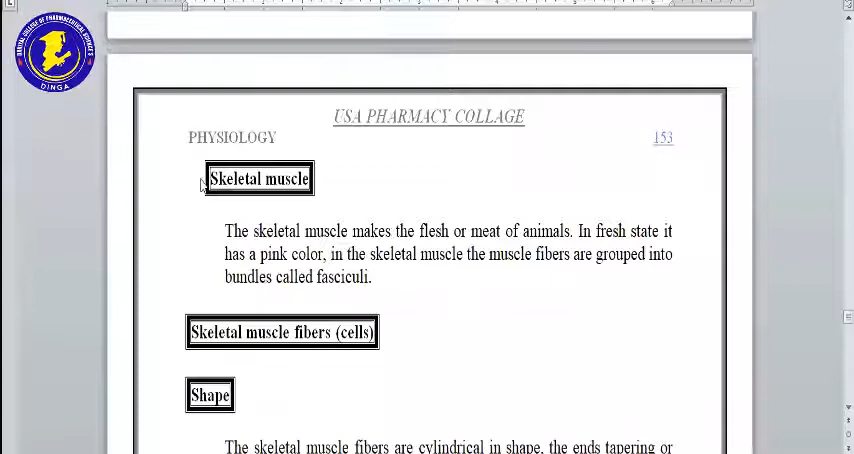 DINGA
USA PHARMACY COLLAGE
PHYSIOLOGY 153
Skeletal muscle
The skeletal muscle makes the flesh or meat of animals. In fresh state it
has a pink color, in the skeletal muscle the muscle fibers are grouped into
bundles called fasciculi.
Skeletal muscle fibers (cells)
Shape
The skeletal muscle fibers are cylindrical in shape, the ends tapering or